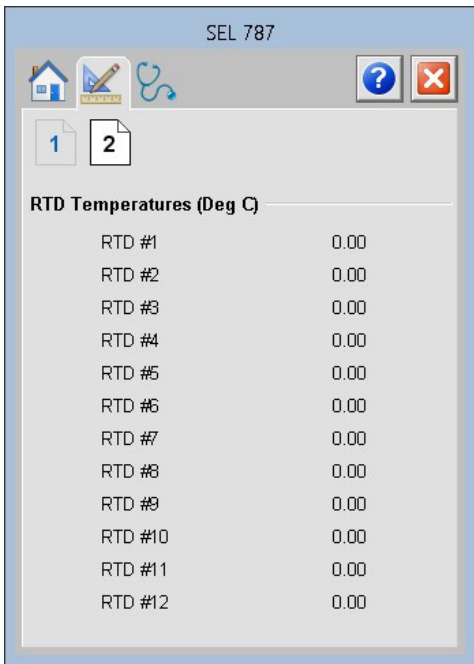 SEL 787
?
1 2
RTD Temperatures (Deg C)
RTD #1 0.00
RTD #2 0.00
RTD #3 0.00
RTD #4 0.00
RTD #5 0.00
RTD #6 0.00
RTD #7 0.00
RTD #8 0.00
RTD #9 0.00
RTD #10 0.00
RTD #11 0.00
RTD #12 0.00